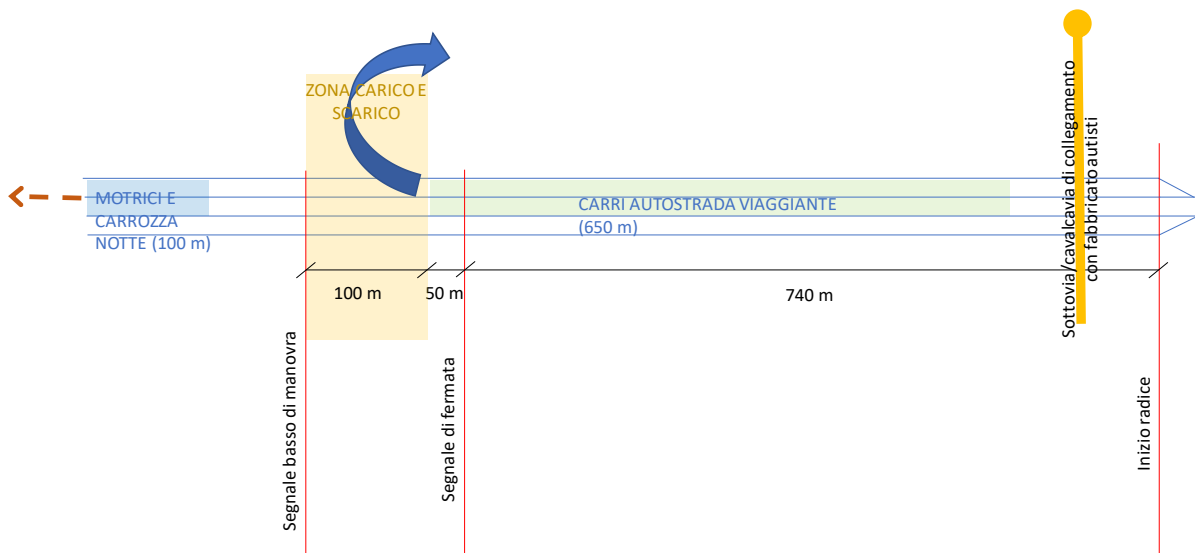 ZONA CARICO E
SCARICO
MOTRICI E
CARROZZA
NOTTE (100 m)
CARRI AUTOSTRADA VIAGGIANTE
(650 m)
100 m
50 m
740 m
Segnale basso di manovra
Segnale di fermata
Sottovia/cavalcavia di collegamento
con fabbricato autisti
Inizio radice